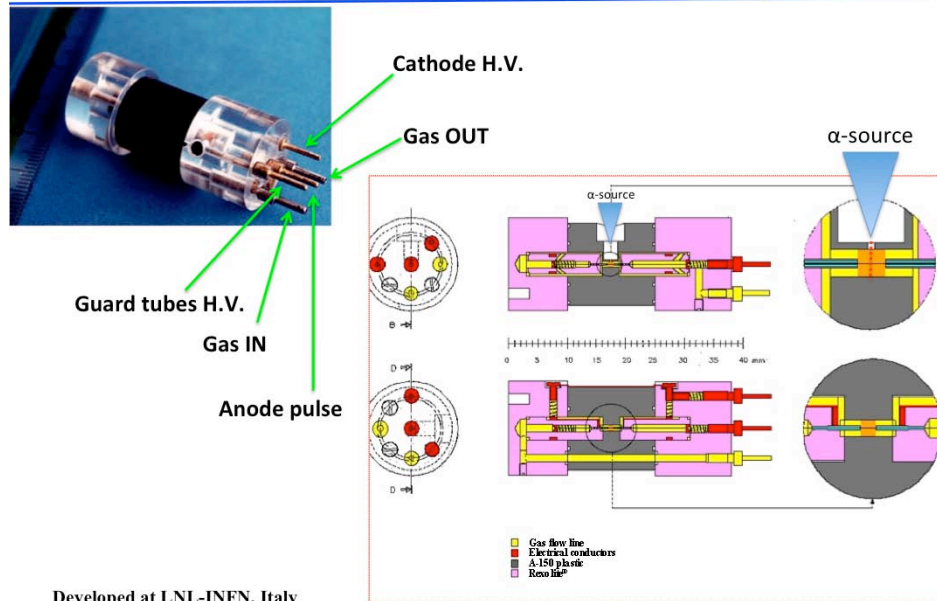 Cathode H.V.
Gas OUT
α-source
α-source
Guard tubes H.V.
Gas IN
Anode pulse
0 5 10 15 20 25 30 35 40 mm
D
D
Gas flow line
Electrical conductors
A-150 plastic
Rexolite®
Developed at LNL-INFN, Italy